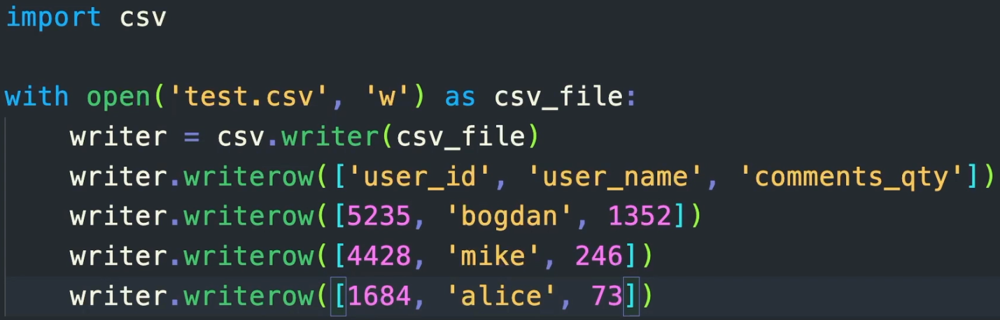 import csv
with open('test.csv', 'w') as csv_file:
    writer = csv.writer(csv_file)
    writer.writerow(['user_id', 'user_name', 'comments_qty'])
    writer.writerow([5235, 'bogdan', 1352])
    writer.writerow([4428, 'mike', 246])
    writer.writerow([1684, 'alice', 73])